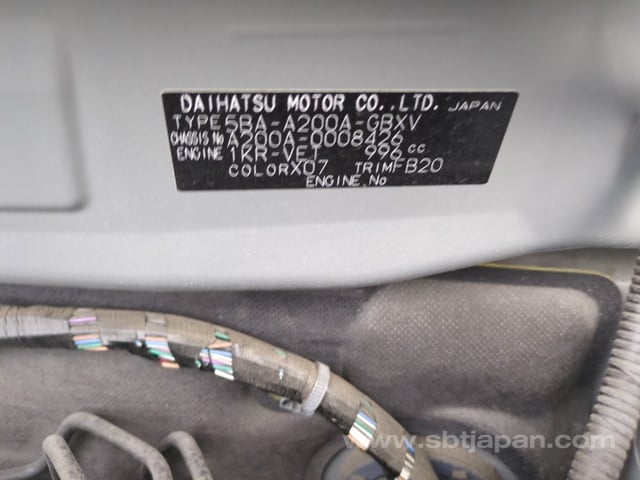 DAIHATSU MOTOR CO.,LTD. JAPAN
TYPE 5BA-A200A-GBXV
CHASSIS No A200A-0008426
ENGINE 1KR-VET 996 cc
COLOR X07 TRIM FB20
ENGINE No
www.sbtjapan.com